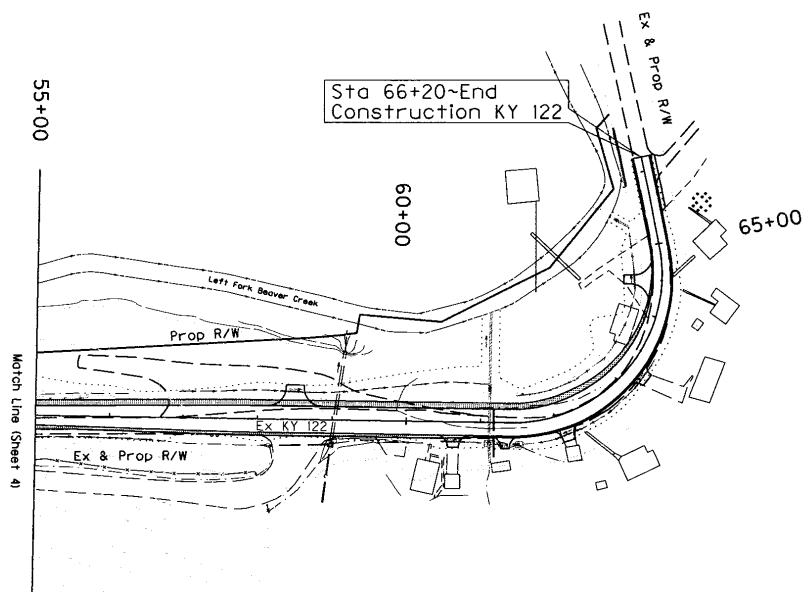 Ex & Prop R/W
Sta 66+20~End
Construction KY 122
55+00
60+00
65+00
Left Fork Beaver Creek
Prop R/W
Ex KY 122
Ex & Prop R/W
Match Line (Sheet 4)